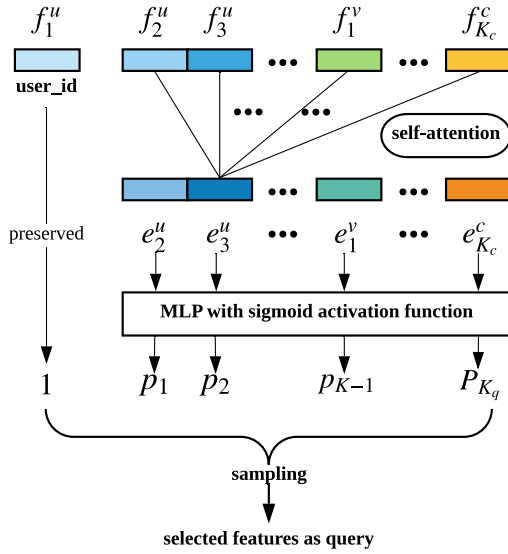 f_1^u f_2^u f_3^u ••• f_1^v ••• f_{K_c}^c
user_id
••• •••
self-attention
••• •••
preserved e_2^u e_3^u ••• e_1^v ••• e_{K_c}^c
MLP with sigmoid activation function
1 p_1 p_2 p_{K-1} P_{K_q}
sampling
selected features as query